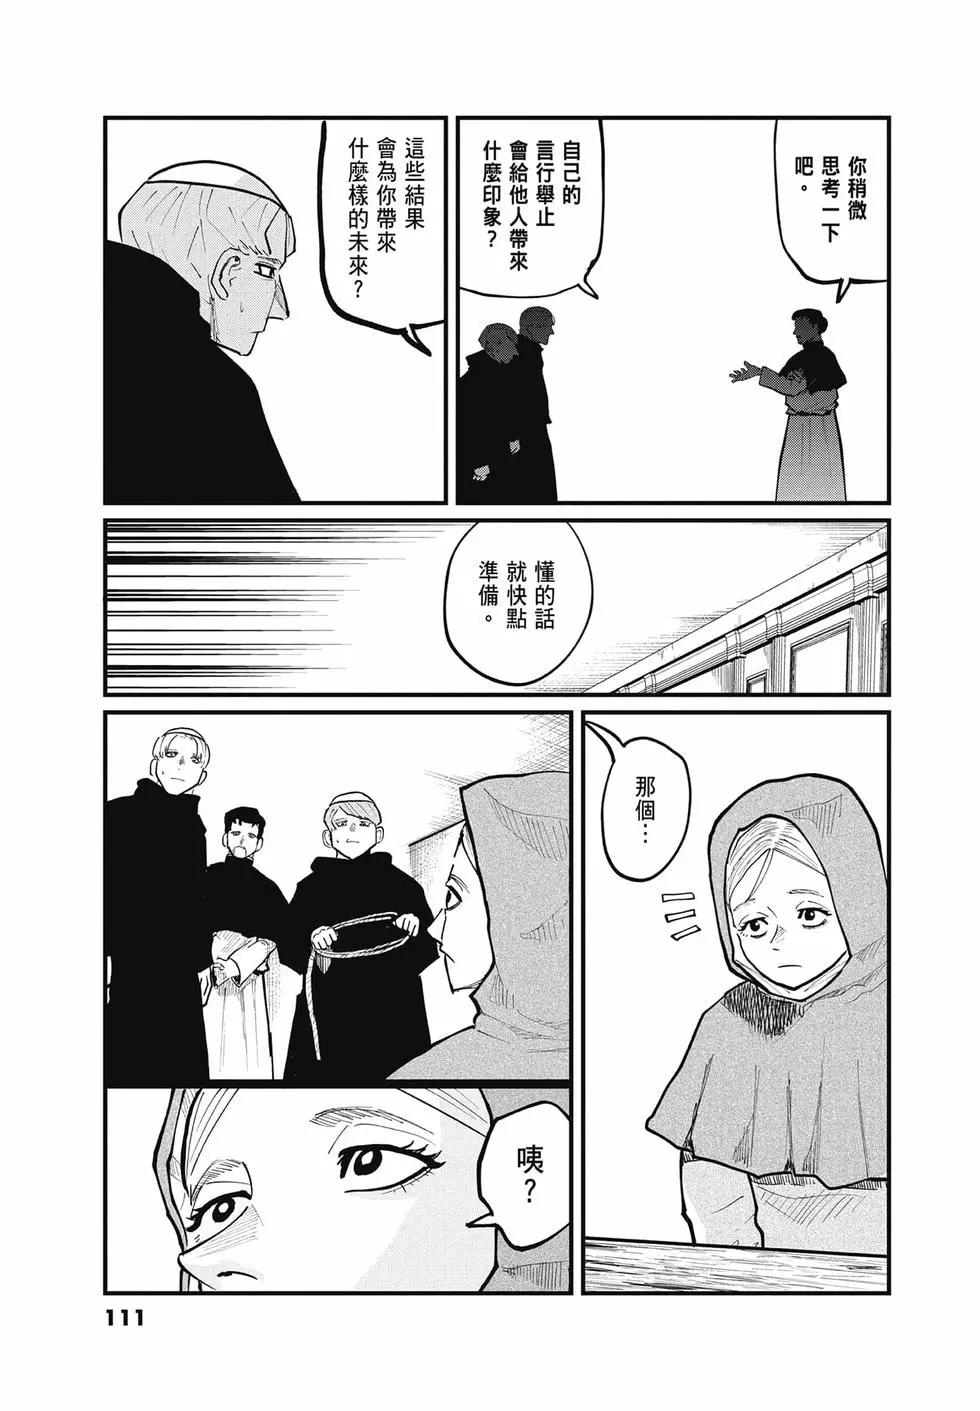 你稍微
思考一下
吧。
自己的
言行舉止
會給他人帶來
什麼印象？
這些結果
會為你帶來
什麼樣的未來？
懂的話
就快點
準備。
那個…
咦？
111